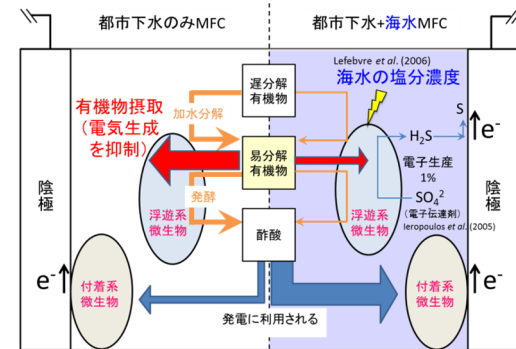 都市下水のみMFC
都市下水+海水MFC
Lefebvre et al. (2006)
海水の塩分濃度
遅分解
有機物
有機物摂取
(電気生成
を抑制)
加水分解
S
H2S
e-
電子生産
1%
SO4 2
(電子伝達剤)
Ieropoulos et al. (2005)
易分解
有機物
陰極
陰極
発酵
浮遊系
微生物
浮遊系
微生物
酢酸
e-
付着系
微生物
付着系
微生物
e-
発電に利用される